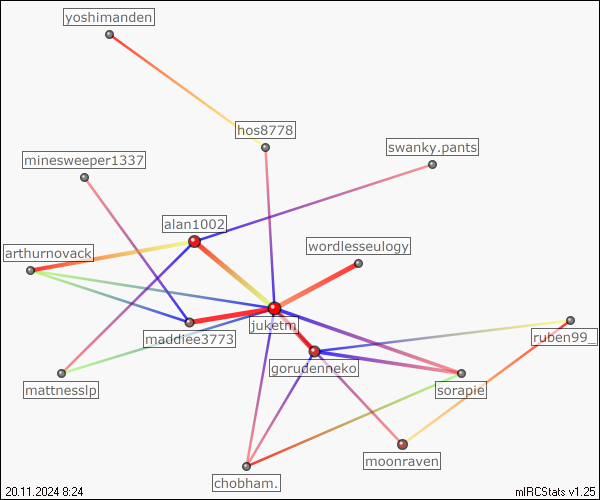 yoshimanden
hos8778
swanky.pants
minesweeper1337
alan1002
wordlesseulogy
arthurnovack
juketm
maddiee3773
ruben99_
gorudenneko
mattnesslp
sorapie
moonraven
chobham.
20.11.2024 8:24
mIRCStats v1.25